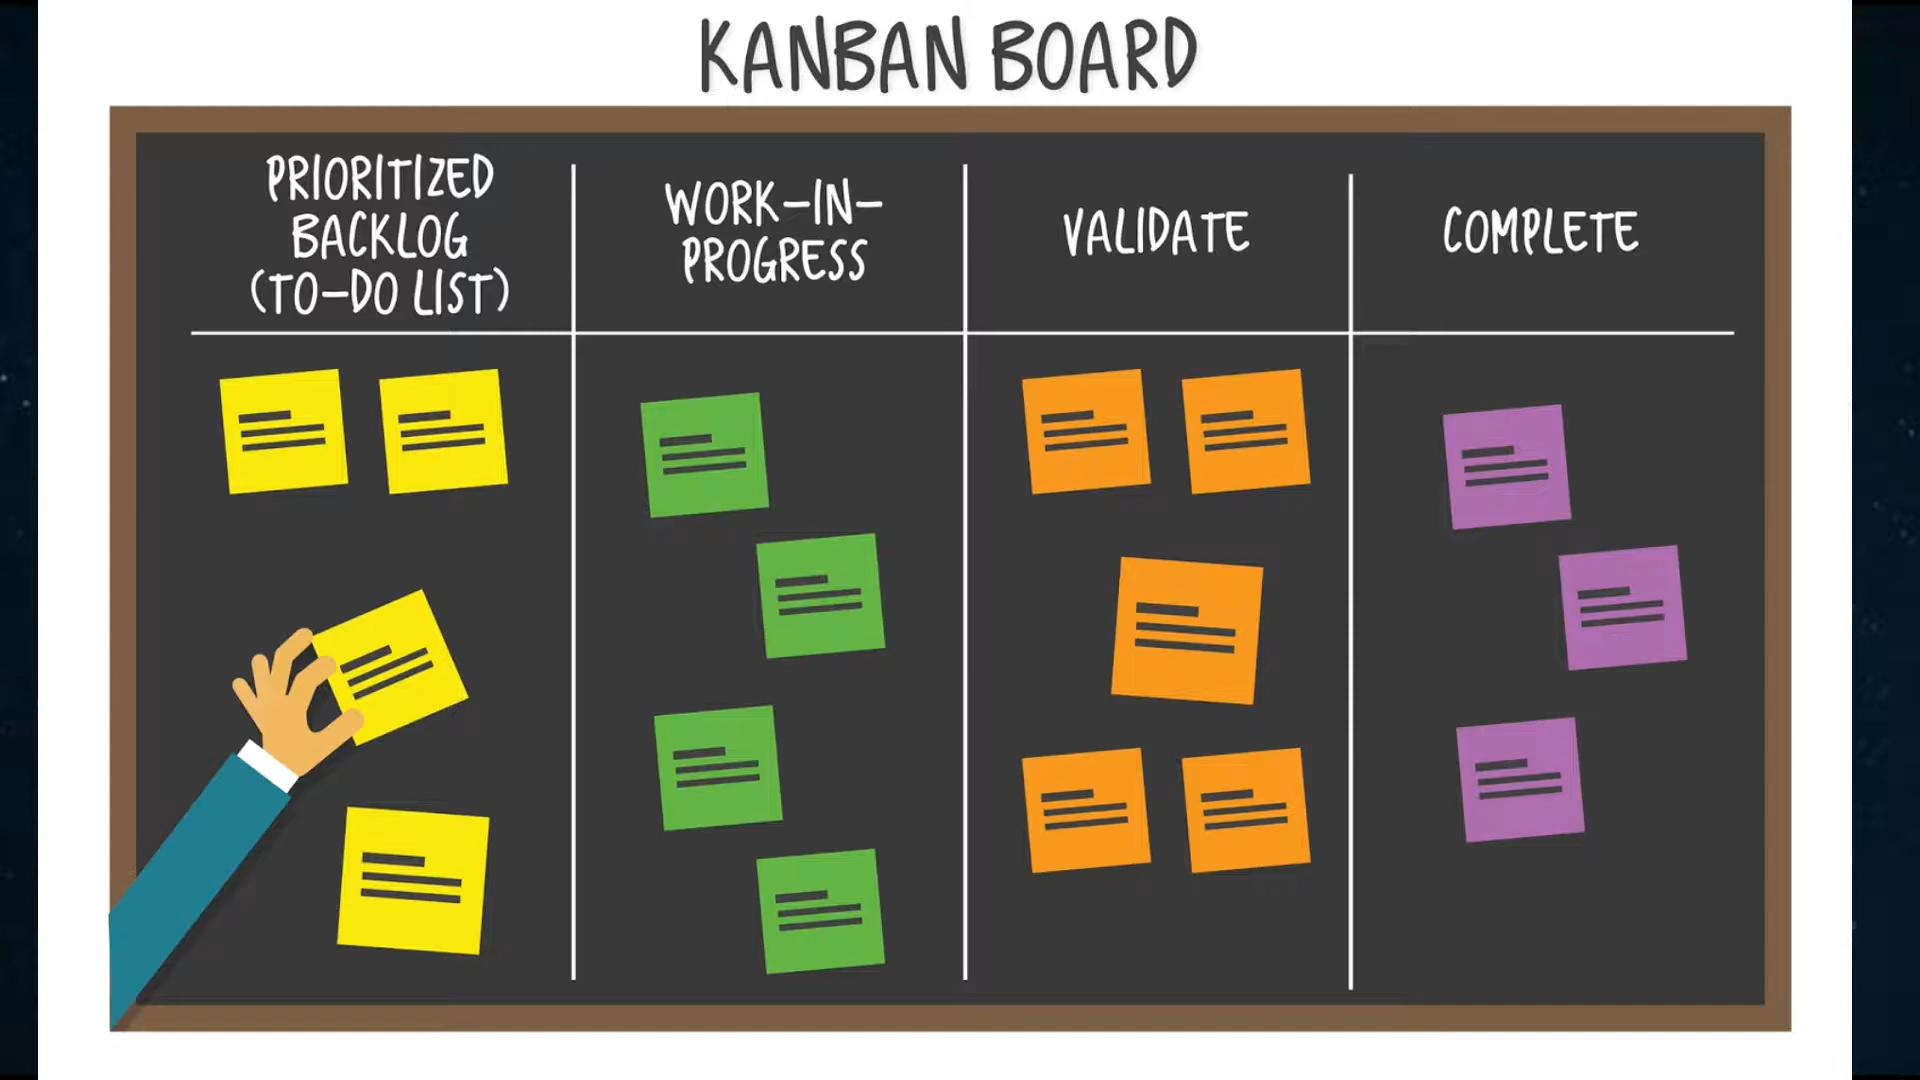 KANBAN BOARD
PRIORITIZED
BACKLOG
(TO-DO LIST)
WORK-IN-
PROGRESS
VALIDATE
COMPLETE